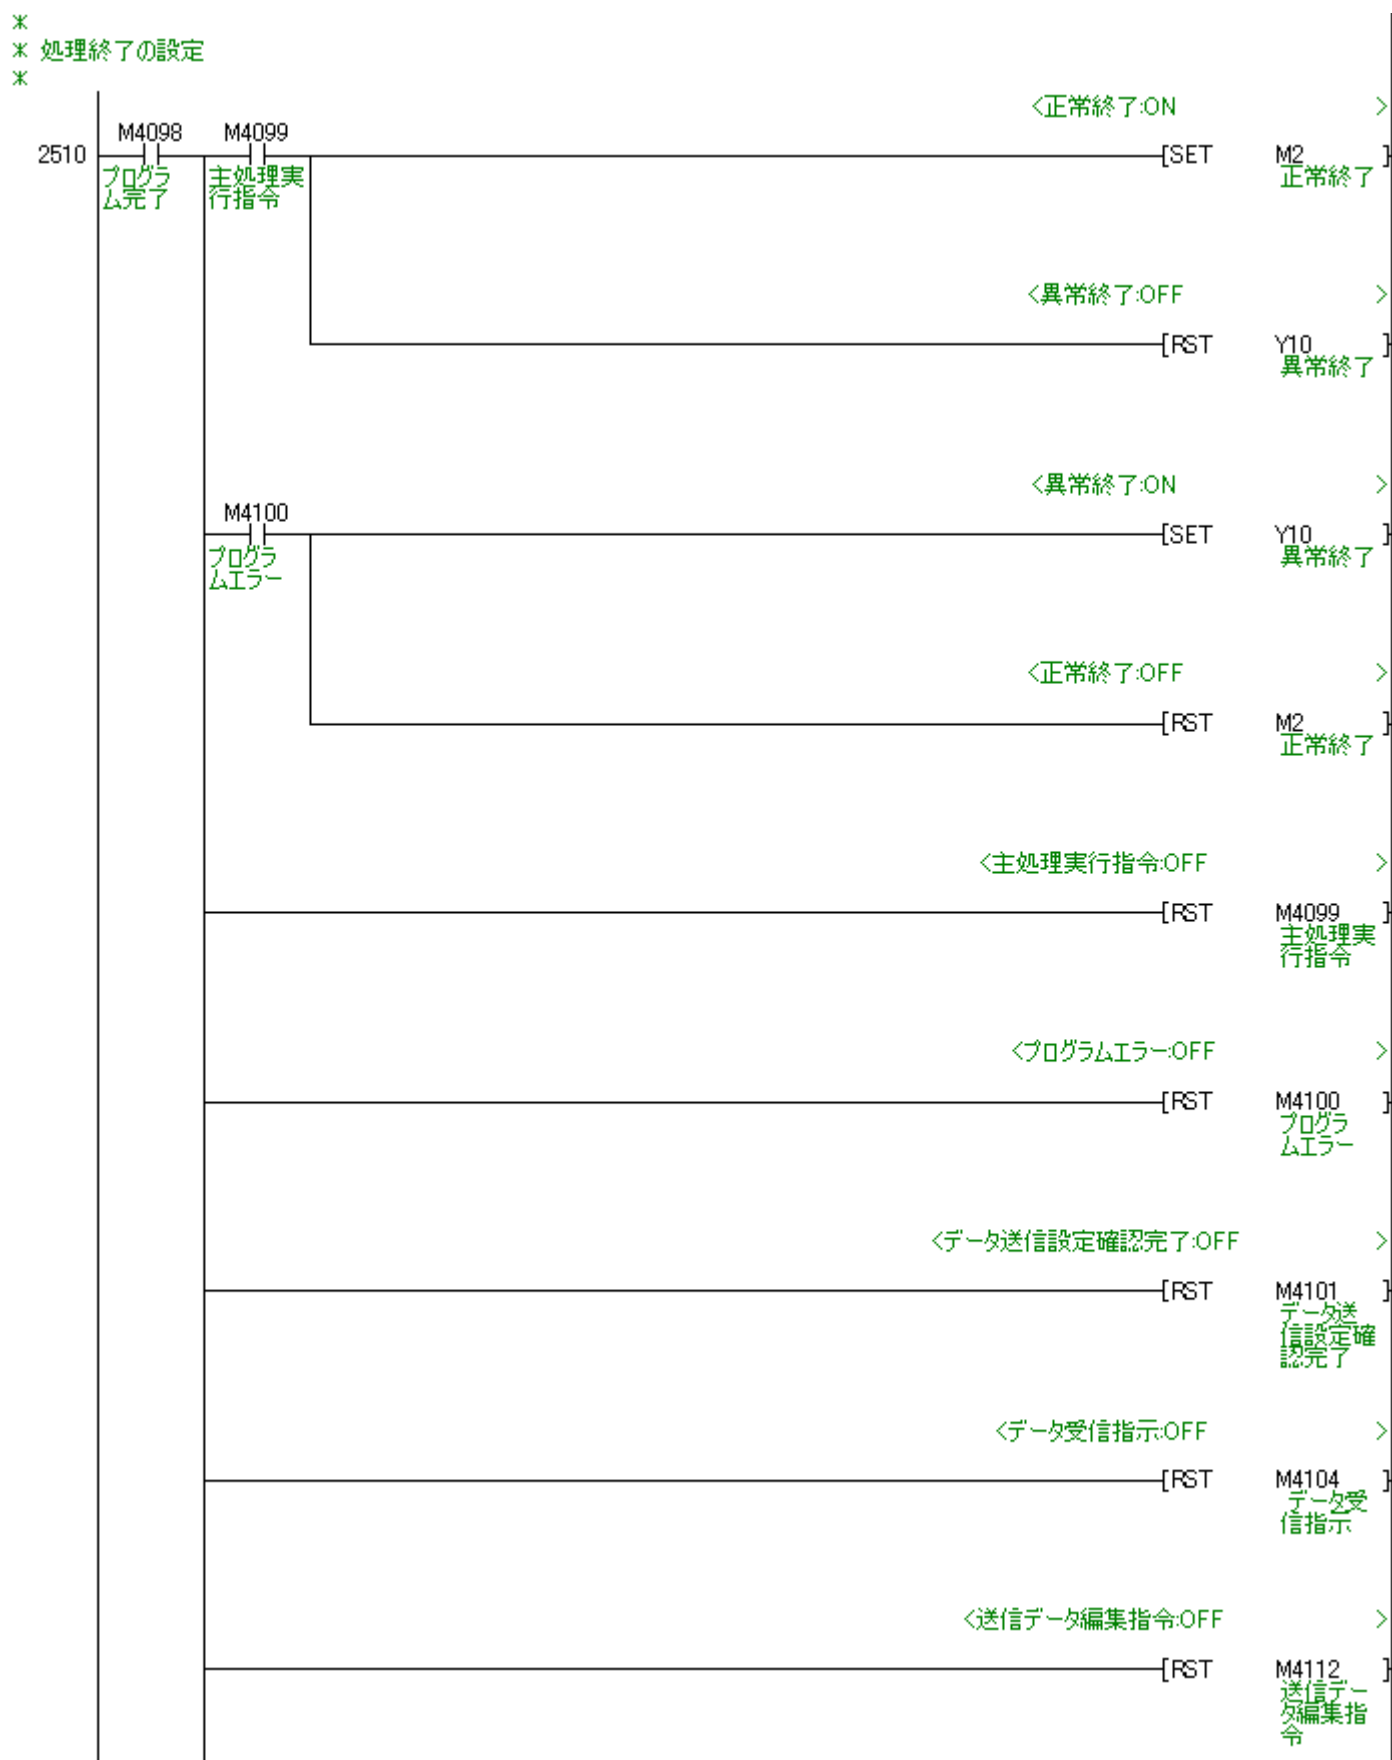 *
* 処理終了の設定
*
<正常終了:ON >
M4098 M4099
2510 [SET M2 ]
プログラ 主処理実 正常終了
ム完了 行指令
<異常終了:OFF >
[RST Y10 ]
異常終了
<異常終了:ON >
M4100
[SET Y10 ]
プログラ 異常終了
ムエラー
<正常終了:OFF >
[RST M2 ]
正常終了
<主処理実行指令:OFF >
[RST M4099 ]
主処理実
行指令
<プログラムエラー:OFF >
[RST M4100 ]
プログラ
ムエラー
<データ送信設定確認完了:OFF >
[RST M4101 ]
データ送
信設定確
認完了
<データ受信指示:OFF >
[RST M4104 ]
データ受
信指示
<送信データ編集指令:OFF >
[RST M4112 ]
送信デー
タ編集指
令